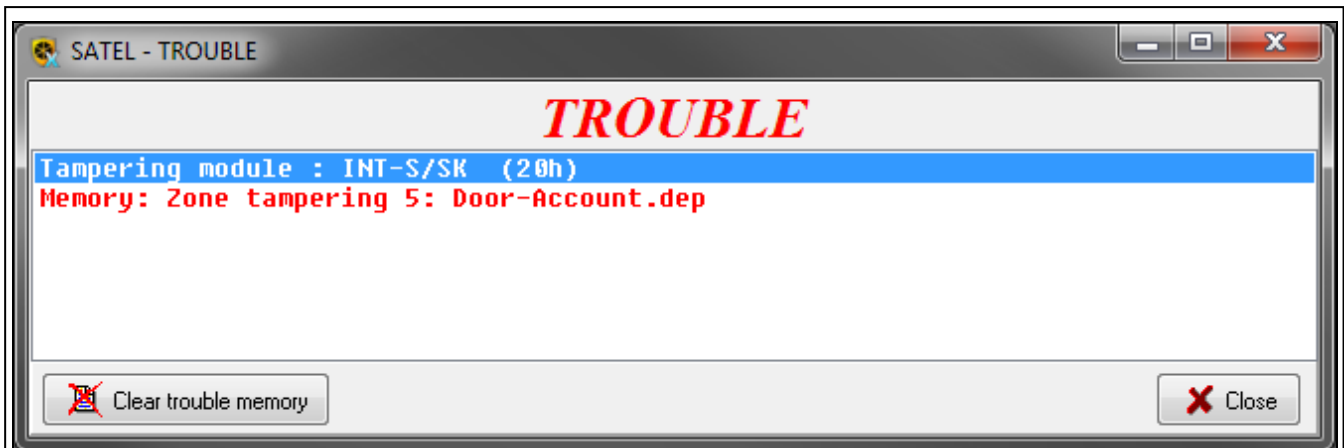 SATEL - TROUBLE
TROUBLE
Tampering module : INT-S/SK (20h)
Memory: Zone tampering 5: Door-Account.dep
Clear trouble memory
Close